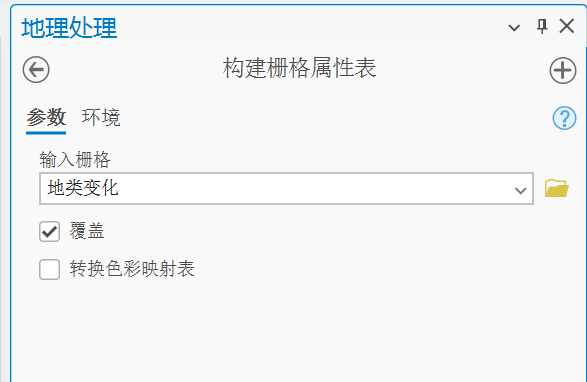 地理处理
构建栅格属性表
参数 环境
输入栅格
地类变化
覆盖
转换色彩映射表